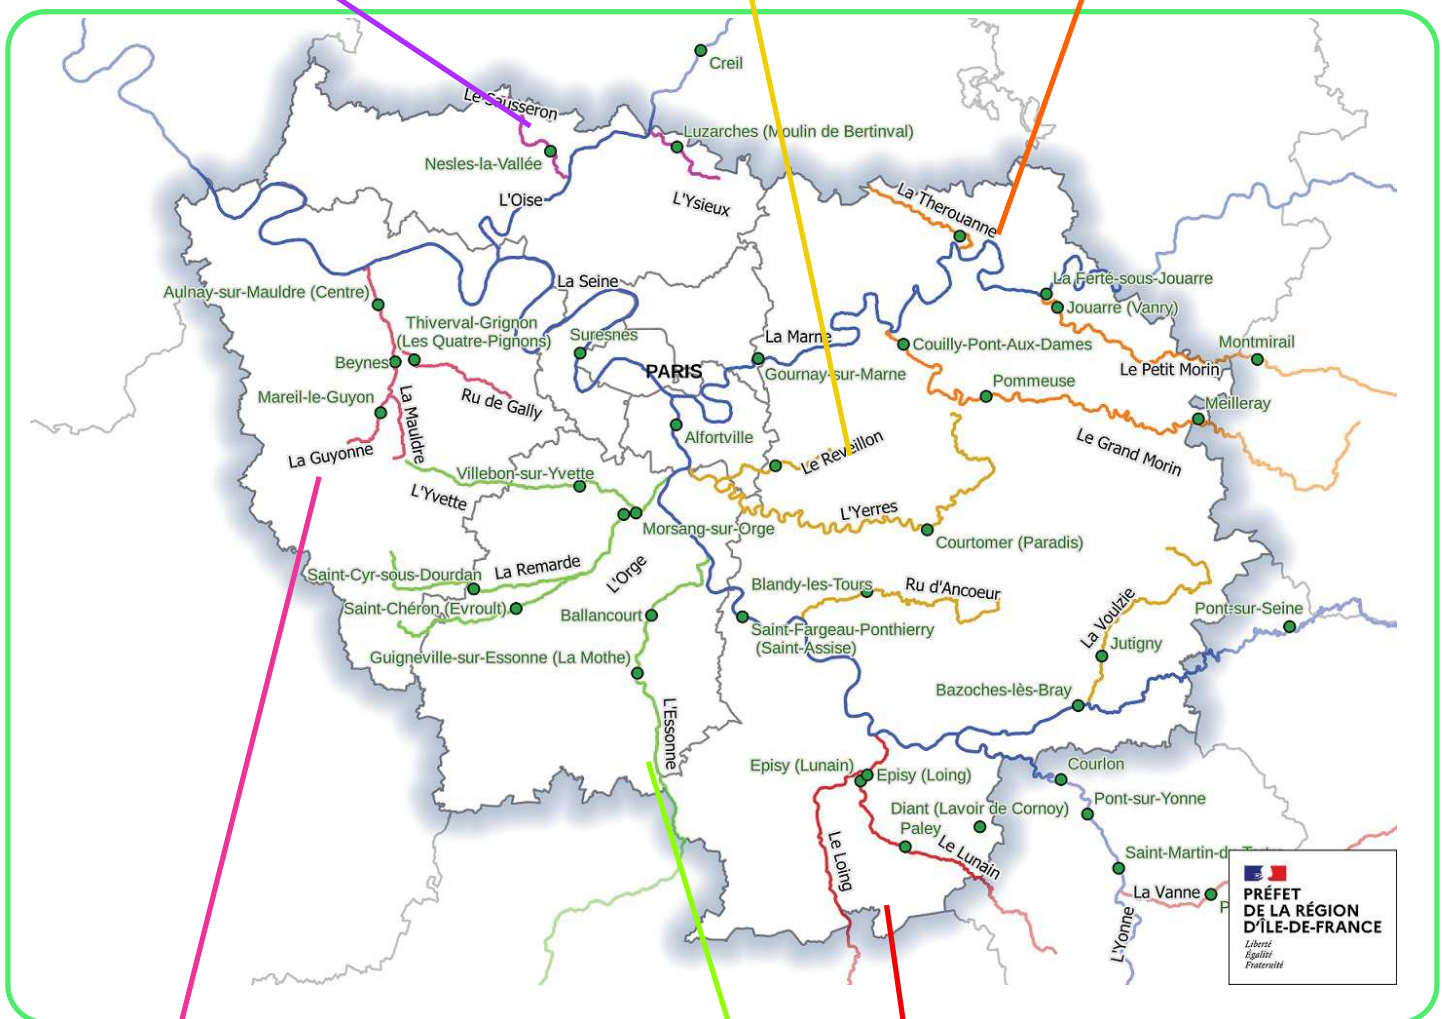 Creil
Le Sausseron
Luzarches (Moulin de Bertinval)
Nesles-la-Vallée
L'Oise
L'Ysieux
La Therouanne
La Seine
La Ferté-sous-Jouarre
Aulnay-sur-Mauldre (Centre)
Jouarre (Vanry)
Thiverval-Grignon
(Les Quatre-Pignons)
Suresnes
La Marne
Couilly-Pont-Aux-Dames
Montmirail
Beynes
PARIS
Gournay-sur-Marne
Le Petit Morin
Pommeuse
Mareil-le-Guyon
La Mauldre
Ru de Gally
Meilleray
Alfortville
Le Grand Morin
La Guyonne
Le Reveillon
Villebon-sur-Yvette
L'Yvette
L'Yerres
Morsang-sur-Orge
Courtomer (Paradis)
La Remarde
L'Orge
Saint-Cyr-sous-Dourdan
Blandy-les-Tours
Ru d'Ancoeur
La Voulzie
Saint-Chéron (Evroult)
Ballancourt
Pont-sur-Seine
Saint-Fargeau-Ponthierry
(Saint-Assise)
Jutigny
Guigneville-sur-Essonne (La Mothe)
Bazoches-lès-Bray
L'Essonne
Episy (Lunain)
Episy (Loing)
Courlon
Diant (Lavoir de Cornoy)
Pont-sur-Yonne
Paley
Le Loing
Le Lunain
La Vanne
L'Yonne
PRÉFET
DE LA RÉGION
D'ÎLE-DE-FRANCE
Liberté
Égalité
Fraternité